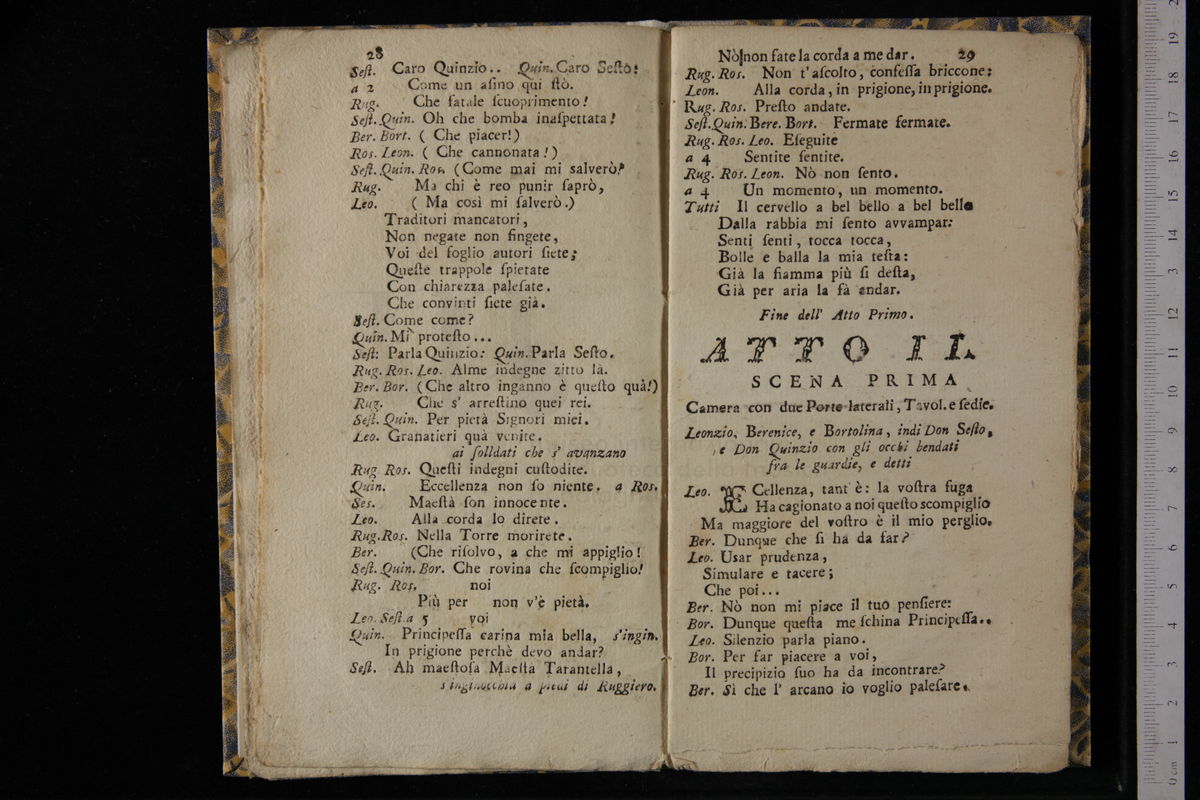 28
Seſt. Caro Quinzio.. Quin. Caro Seſto!
a 2 Come un aſino qui ſtò.
Rug. Che fatale ſcuoprimento!
Seſt. Quin. Oh che bomba inaſpettata!
Ber. Bort. ( Che piacer!)
Ros. Leon. ( Che cannonata!)
Seſt. Quin. Ros. (Come mai mi salverò?
Rug. Ma chi è reo punir ſaprò,
Leo. ( Ma così mi ſalverò.)
Traditori mancatori,
Non negate non fingete,
Voi del foglio autori ſiete;
Queſte trappole ſpietate
Con chiarezza paleſate.
Che convinti ſiete già.
Seſt. Come come?
Quin. Mi proteſto...
Seſt: Parla Quinzio: Quin. Parla Seſto.
Rug. Ros. Leo. Alme indegne zitto là.
Ber. Bor. (Che altro inganno è queſto quà!)
Rug. Che s' arreſtino quei rei.
Seſt. Quin. Per pietà Signori miei.
Leo. Granatieri quà venite.
ai ſolldati che s' avanzano
Rug Ros. Queſti indegni cuſtodite.
Quin. Eccellenza non ſo niente. a Ros.
Ses. Maeſtà ſon innocente.
Leo. Alla corda lo direte.
Rug. Ros. Nella Torre morirete.
Ber. (Che riſolvo, a che mi appiglio!
Seſt. Quin. Bor. Che rovina che ſcompiglio!
Rug. Ros. noi
Più per non v'è pietà.
Leo. Seſt. a 5 voi
Quin. Principeſſa carina mia bella, s'ingin.
In prigione perchè devo andar?
Seſt. Ah maeſtoſa Maeſtà Tarantella,
s'inginocchia a piedi di Ruggiero.
Nò non fate la corda a me dar. 29
Rug. Ros. Non t' aſcolto, confeſſa briccone:
Leon. Alla corda, in prigione, in prigione.
Rug. Ros. Preſto andate.
Seſt. Quin. Bere. Bort. Fermate fermate.
Rug. Ros. Leo. Eſeguite
a 4 Sentite ſentite.
Rug. Ros. Leon. Nò non ſento.
a 4 Un momento, un momento.
Tutti Il cervello a bel bello a bel bello
Dalla rabbia mi ſento avvampar:
Senti ſenti, tocca tocca,
Bolle e balla la mia teſta:
Già la fiamma più ſi deſta,
Già per aria la fà andar.
Fine dell' Atto Primo.
ATTO II.
SCENA PRIMA
Camera con due Porte laterali, Tavol. e ſedie.
Leonzio, Berenice, e Bortolina, indi Don Seſto,
e Don Quinzio con gli occhi bendati
fra le guardie, e detti
Leo. ECcellenza, tant' è: la voſtra fuga
Ha cagionato a noi queſto scompiglio
Ma maggiore del voſtro è il mio perglio.
Ber. Dunque che ſi ha da far?
Leo. Usar prudenza,
Simulare e tacere;
Che poi...
Ber. Nò non mi piace il tuo penſiere:
Bor. Dunque queſta meſchina Principeſſa..
Leo. Silenzio parla piano.
Bor. Per far piacere a voi,
Il precipizio ſuo ha da incontrare?
Ber. Sì che l' arcano io voglio paleſare.